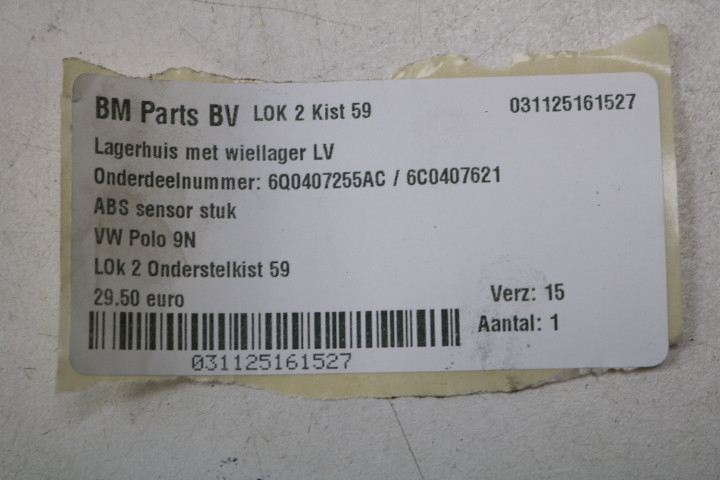 BM Parts BV LOK 2 Kist 59 031125161527
Lagerhuis met wiellager LV
Onderdeelnummer: 6Q0407255AC / 6C0407621
ABS sensor stuk
VW Polo 9N
LOk 2 Onderstelkist 59
29.50 euro Verz: 15
Aantal: 1
031125161527